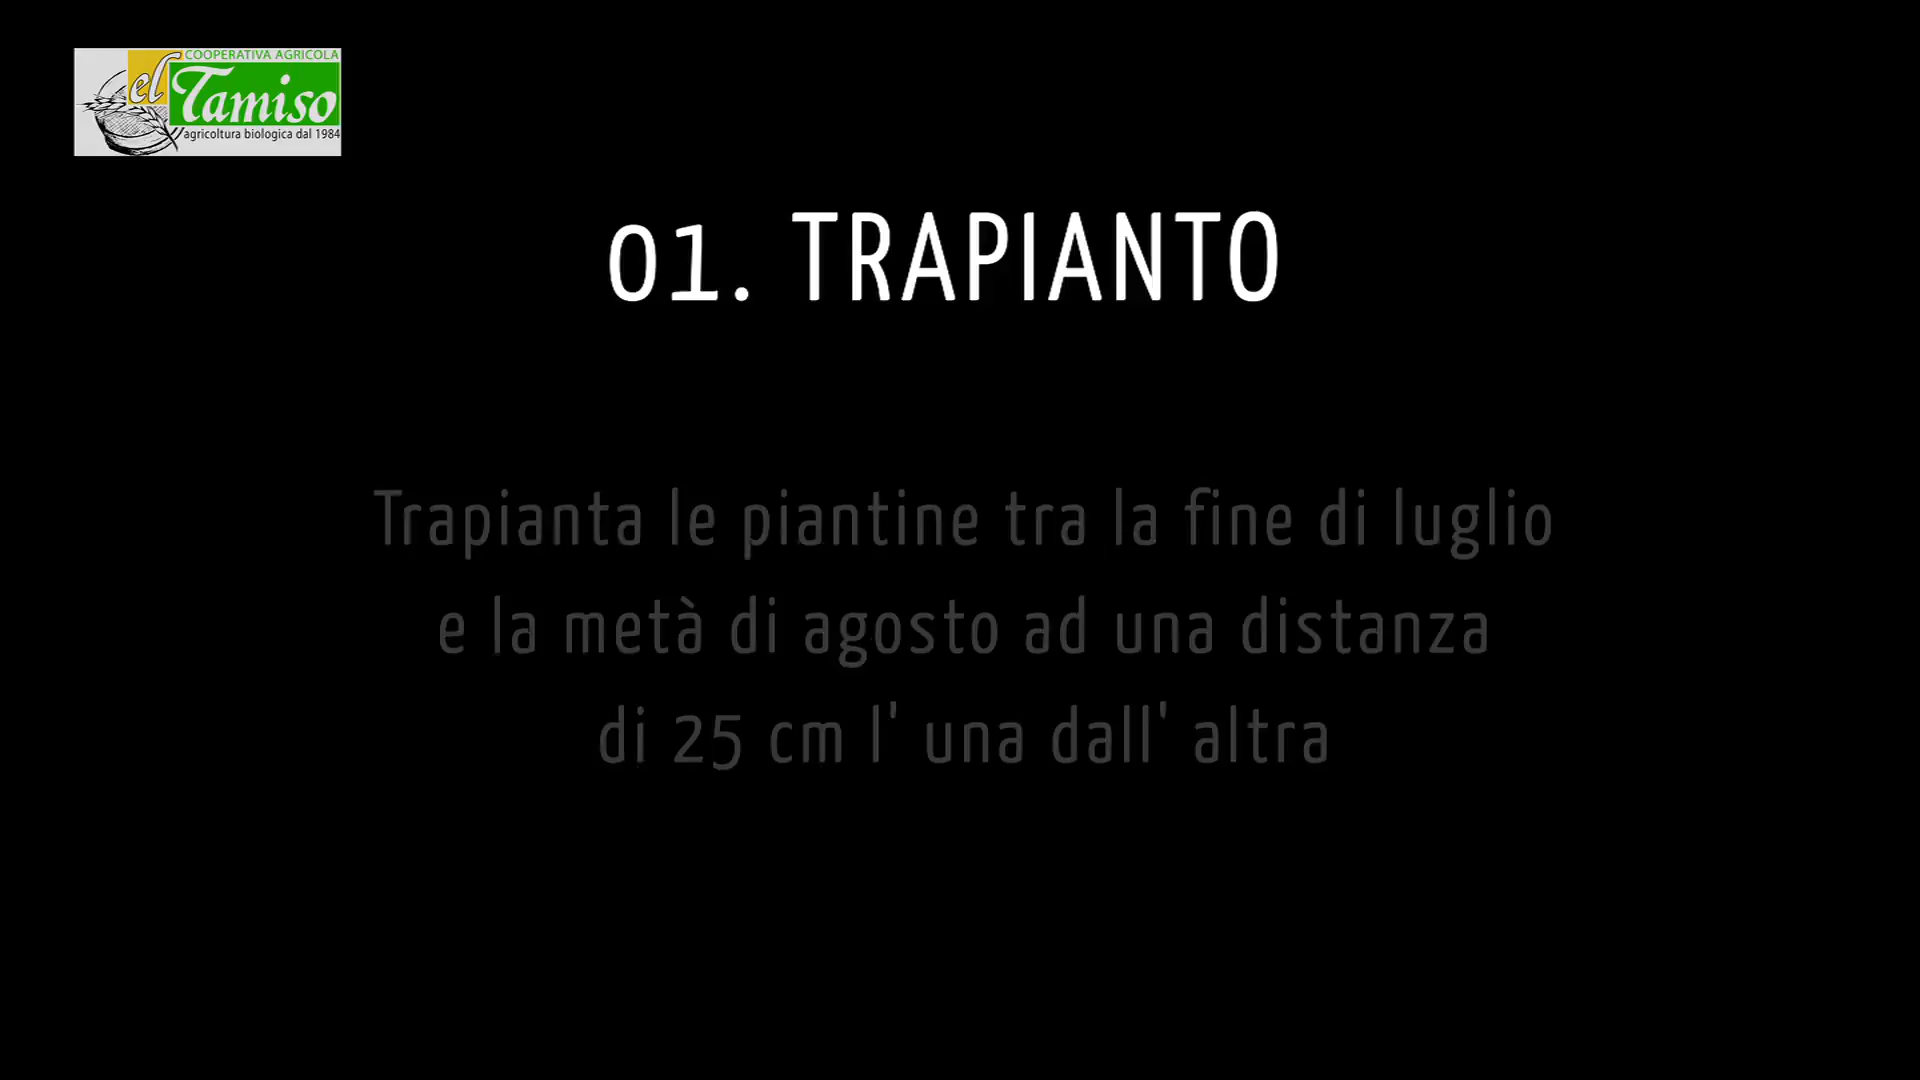 COOPERATIVA AGRICOLA
el Tamiso
agricoltura biologica dal 1984
01. TRAPIANTO
Trapianta le piantine tra la fine di luglio
e la metà di agosto ad una distanza
di 25 cm l' una dall' altra